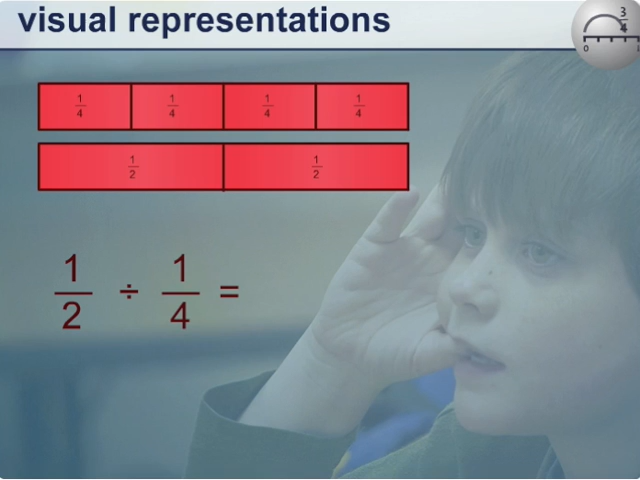 visual representations
3/4
0 1
1/4 1/4 1/4 1/4
1/2 1/2
1/2 ÷ 1/4 =